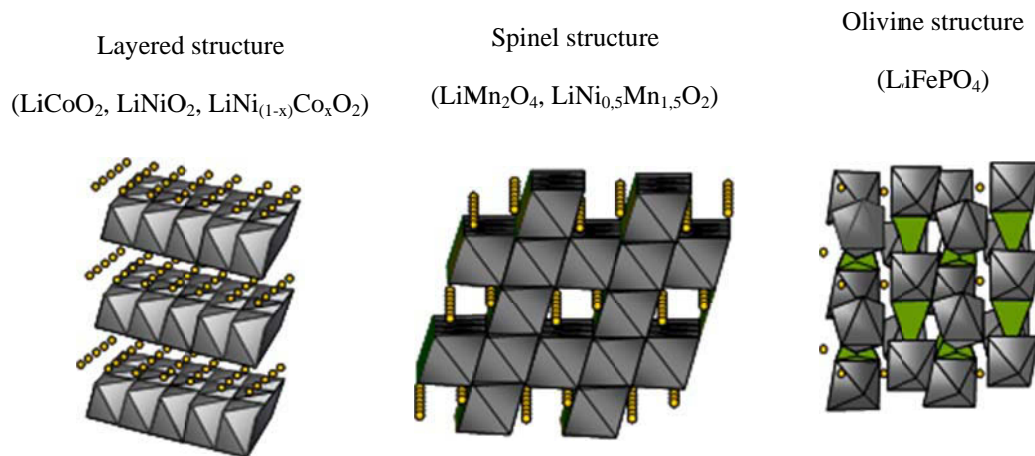 Layered structure
(LiCoO₂, LiNiO₂, LiNi₍₁₋ₓ₎CoₓO₂)
Spinel structure
(LiMn₂O₄, LiNi₀,₅Mn₁,₅O₂)
Olivine structure
(LiFePO₄)